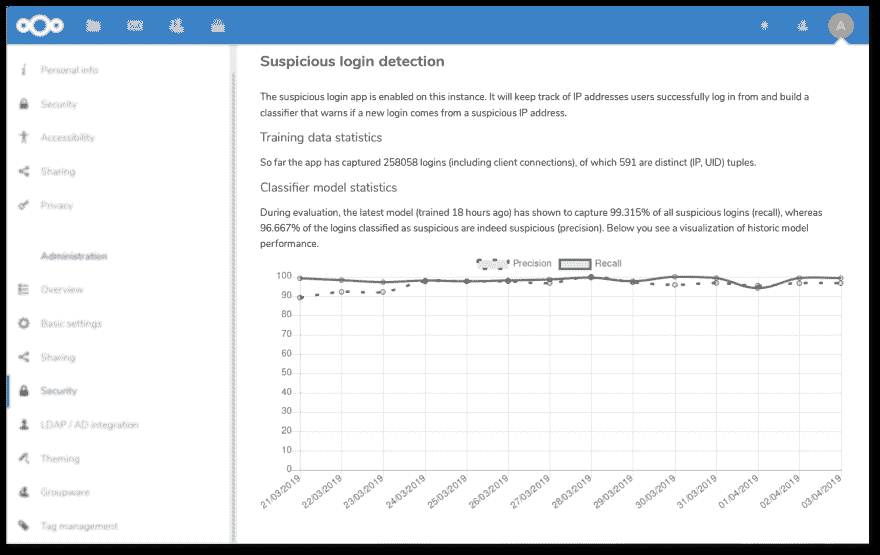 A
Personal info
Security
Accessibility
Sharing
Privacy
Administration
Overview
Basic settings
Sharing
Security
LDAP / AD integration
Theming
Groupware
Tag management
Suspicious login detection
The suspicious login app is enabled on this instance. It will keep track of IP addresses users successfully log in from and build a
classifier that warns if a new login comes from a suspicious IP address.
Training data statistics
So far the app has captured 258058 logins (including client connections), of which 591 are distinct (IP, UID) tuples.
Classifier model statistics
During evaluation, the latest model (trained 18 hours ago) has shown to capture 99.315% of all suspicious logins (recall), whereas
96.667% of the logins classified as suspicious are indeed suspicious (precision). Below you see a visualization of historic model
performance.
Precision Recall
100
90
80
70
60
50
40
30
20
10
0
21/03/2019 22/03/2019 23/03/2019 24/03/2019 25/03/2019 26/03/2019 27/03/2019 28/03/2019 29/03/2019 30/03/2019 31/03/2019 01/04/2019 02/04/2019 03/04/2019